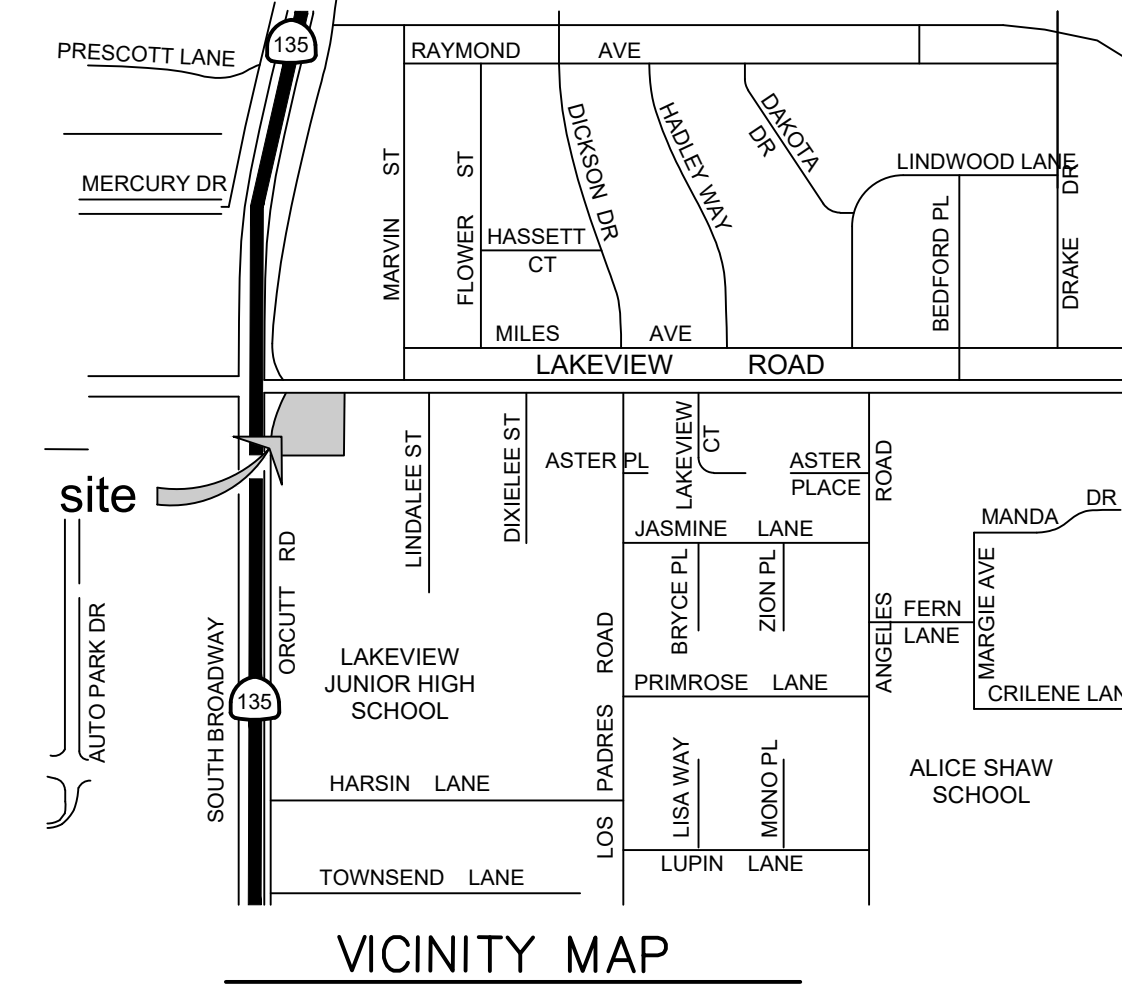 135
PRESCOTT LANE
RAYMOND AVE
MERCURY DR
MARVIN ST
FLOWER ST
DICKSON DR
HADLEY WAY
DAKOTA
DR
LINDWOOD LANE
BEDFORD PL
DRAKE DR
HASSETT
CT
MILES AVE
LAKEVIEW ROAD
site
LINDALEE ST
DIXIELEE ST
ASTER PL
LAKEVIEW
CT
ASTER
PLACE
JASMINE LANE
BRYCE PL
ZION PL
LOS PADRES ROAD
ANGELES ROAD
MANDA DR
MARGIE AVE
FERN
LANE
CRILENE LAN
ORCUTT RD
SOUTH BROADWAY
AUTO PARK DR
135
LAKEVIEW
JUNIOR HIGH
SCHOOL
PRIMROSE LANE
HARSIN LANE
LISA WAY
MONO PL
ALICE SHAW
SCHOOL
LUPIN LANE
TOWNSEND LANE
VICINITY MAP